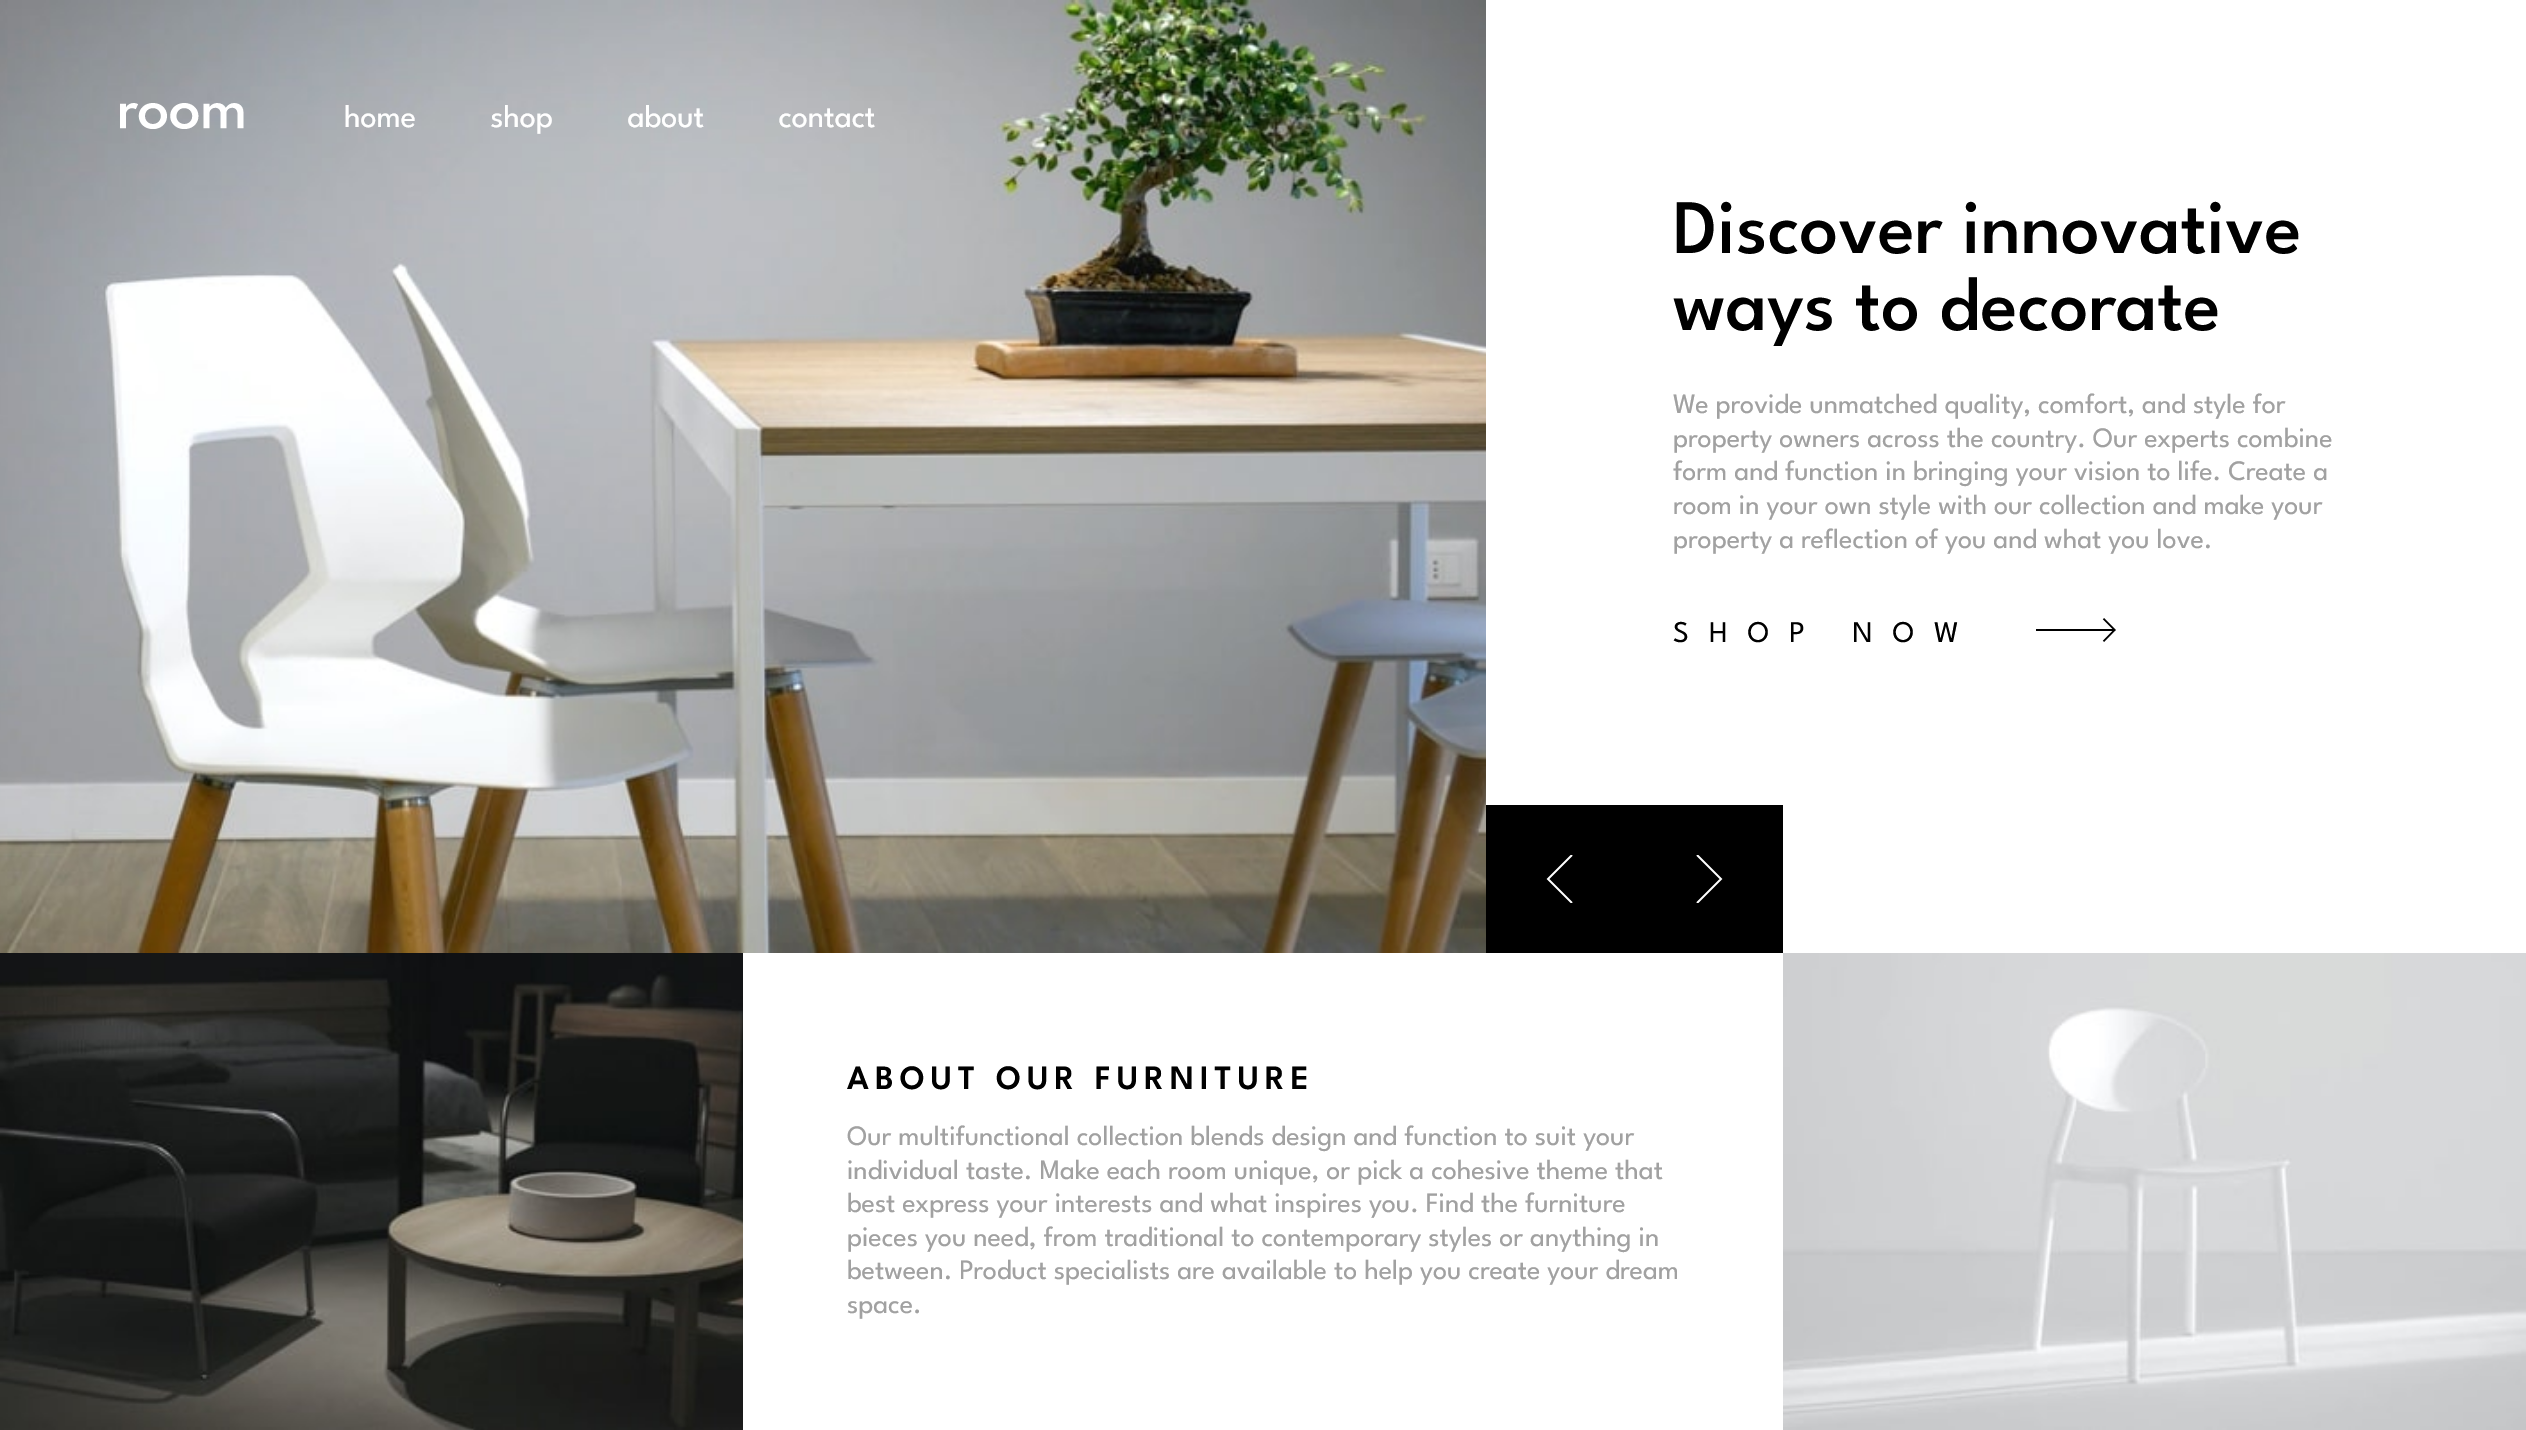 room
home shop about contact
Discover innovative
ways to decorate
We provide unmatched quality, comfort, and style for
property owners across the country. Our experts combine
form and function in bringing your vision to life. Create a
room in your own style with our collection and make your
property a reflection of you and what you love.
SHOP NOW
ABOUT OUR FURNITURE
Our multifunctional collection blends design and function to suit your
individual taste. Make each room unique, or pick a cohesive theme that
best express your interests and what inspires you. Find the furniture
pieces you need, from traditional to contemporary styles or anything in
between. Product specialists are available to help you create your dream
space.